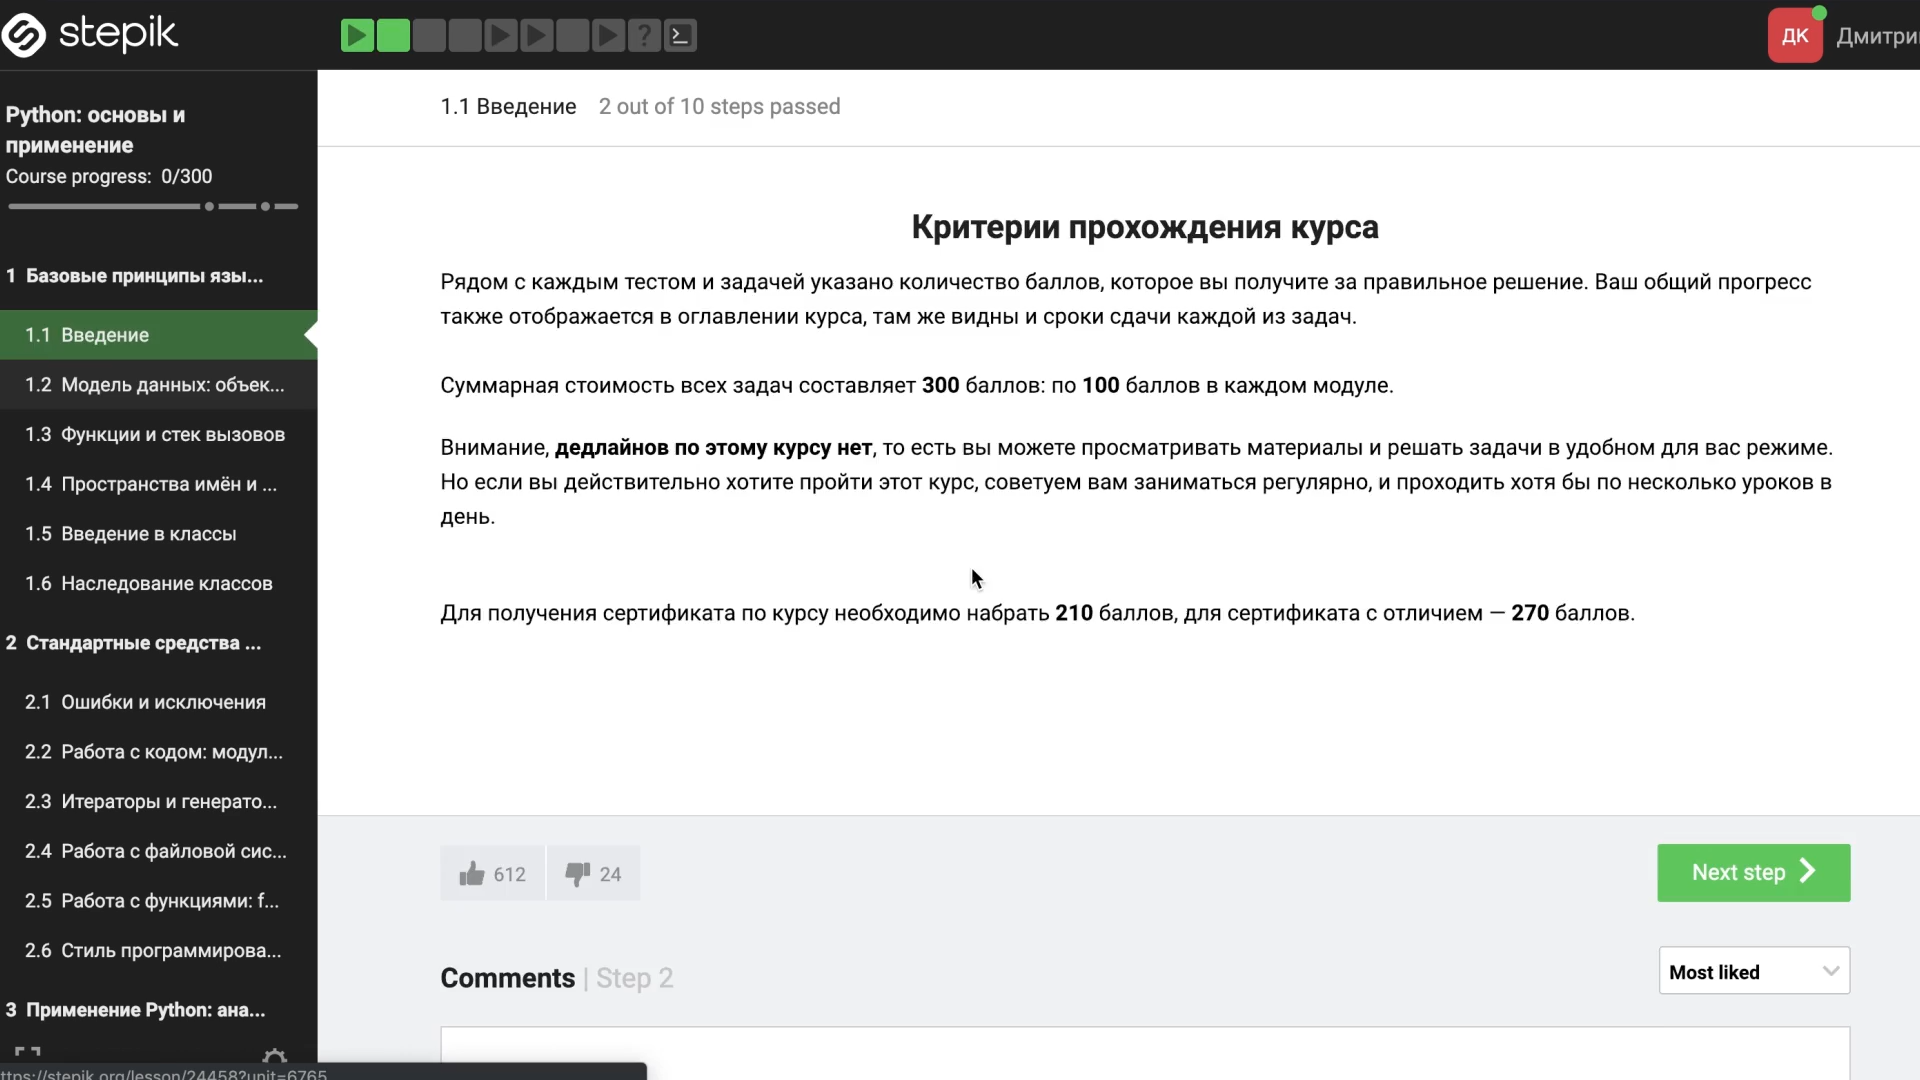 stepik
?
ДК
Python: основы и
применение
Course progress: 0/300
1 Базовые принципы язы...
1.1 Введение
1.2 Модель данных: объек...
1.3 Функции и стек вызовов
1.4 Пространства имён и ...
1.5 Введение в классы
1.6 Наследование классов
2 Стандартные средства ...
2.1 Ошибки и исключения
2.2 Работа с кодом: модул...
2.3 Итераторы и генерато...
2.4 Работа с файловой сис...
2.5 Работа с функциями: f...
2.6 Стиль программирова...
3 Применение Python: ана...
1.1 Введение 2 out of 10 steps passed
Критерии прохождения курса
Рядом с каждым тестом и задачей указано количество баллов, которое вы получите за правильное решение. Ваш общий прогресс
также отображается в оглавлении курса, там же видны и сроки сдачи каждой из задач.
Суммарная стоимость всех задач составляет 300 баллов: по 100 баллов в каждом модуле.
Внимание, дедлайнов по этому курсу нет, то есть вы можете просматривать материалы и решать задачи в удобном для вас режиме.
Но если вы действительно хотите пройти этот курс, советуем вам заниматься регулярно, и проходить хотя бы по несколько уроков в
день.
Для получения сертификата по курсу необходимо набрать 210 баллов, для сертификата с отличием — 270 баллов.
612
24
Next step
Comments | Step 2
Most liked
ttps://stepik.org/lesson/24458?unit=6765